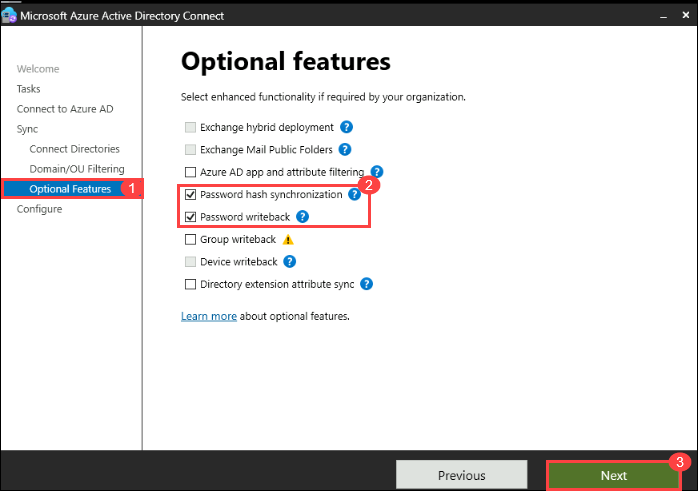 Microsoft Azure Active Directory Connect
Optional features
Select enhanced functionality if required by your organization.
Welcome
Tasks
Connect to Azure AD
Sync
Connect Directories
Domain/OU Filtering
Optional Features 1
Configure
Exchange hybrid deployment ?
Exchange Mail Public Folders ?
Azure AD app and attribute filtering ?
2
Password hash synchronization ?
Password writeback ?
Group writeback
Device writeback ?
Directory extension attribute sync ?
Learn more about optional features.
Previous
Next 3